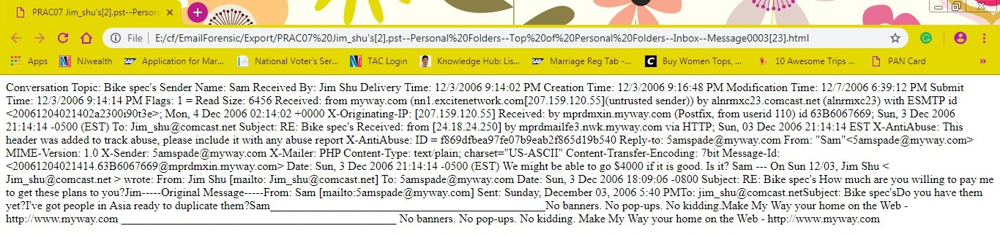 PRAC07 Jim_shu's[2].pst--Person
File | E:/cf/EmailForensic/Export/PRAC07%20Jim_shu's[2].pst--Personal%20Folders--Top%20of%20Personal%20Folders--Inbox--Message0003[23].html
Apps NJwealth Application for Mar... National Voter's Ser... TAC Login Knowledge Hub: Lis... Marriage Reg Tab -... Buy Women Tops, ... 10 Awesome Trips ... PAN Card »
Conversation Topic: Bike spec's Sender Name: Sam Received By: Jim Shu Delivery Time: 12/3/2006 9:14:02 PM Creation Time: 12/3/2006 9:16:48 PM Modification Time: 12/7/2006 6:39:12 PM Submit
Time: 12/3/2006 9:14:14 PM Flags: 1 = Read Size: 6456 Received: from myway.com (nn1.excitenetwork.com[207.159.120.55](untrusted sender)) by alnrmxc23.comcast.net (alnrmxc23) with ESMTP id
<20061204021402a2300i90t3e>; Mon, 4 Dec 2006 02:14:02 +0000 X-Originating-IP: [207.159.120.55] Received: by mprdmxin.myway.com (Postfix, from userid 110) id 63B6067669; Sun, 3 Dec 2006
21:14:14 -0500 (EST) To: Jim_shu@comcast.net Subject: RE: Bike spec's Received: from [24.18.24.250] by mprdmailfe3.nwk.myway.com via HTTP; Sun, 03 Dec 2006 21:14:14 EST X-AntiAbuse: This
header was added to track abuse, please include it with any abuse report X-AntiAbuse: ID = f869dfbea97fe07b9eab2f865d19b540 Reply-to: 5amspade@myway.com From: "Sam"<5amspade@myway.com>
MIME-Version: 1.0 X-Sender: 5amspade@myway.com X-Mailer: PHP Content-Type: text/plain; charset="US-ASCII" Content-Transfer-Encoding: 7bit Message-Id:
<20061204021414.63B6067669@mprdmxin.myway.com> Date: Sun, 3 Dec 2006 21:14:14 -0500 (EST) We might be able to go $4000 if it is good. Is it? Sam --- On Sun 12/03, Jim Shu <
Jim_shu@comcast.net > wrote: From: Jim Shu [mailto: Jim_shu@comcast.net] To: 5amspade@myway.com Date: Sun, 3 Dec 2006 18:09:06 -0800 Subject: RE: Bike spec's How much are you willing to pay me
to get these plans to you?Jim-----Original Message-----From: Sam [mailto:5amspade@myway.com] Sent: Sunday, December 03, 2006 5:40 PMTo: jim_shu@comcast.netSubject: Bike spec'sDo you have them
yet?I've got people in Asia ready to duplicate them?Sam_______________________________________________No banners. No pop-ups. No kidding.Make My Way your home on the Web -
http://www.myway.com _______________________________________________ No banners. No pop-ups. No kidding. Make My Way your home on the Web - http://www.myway.com